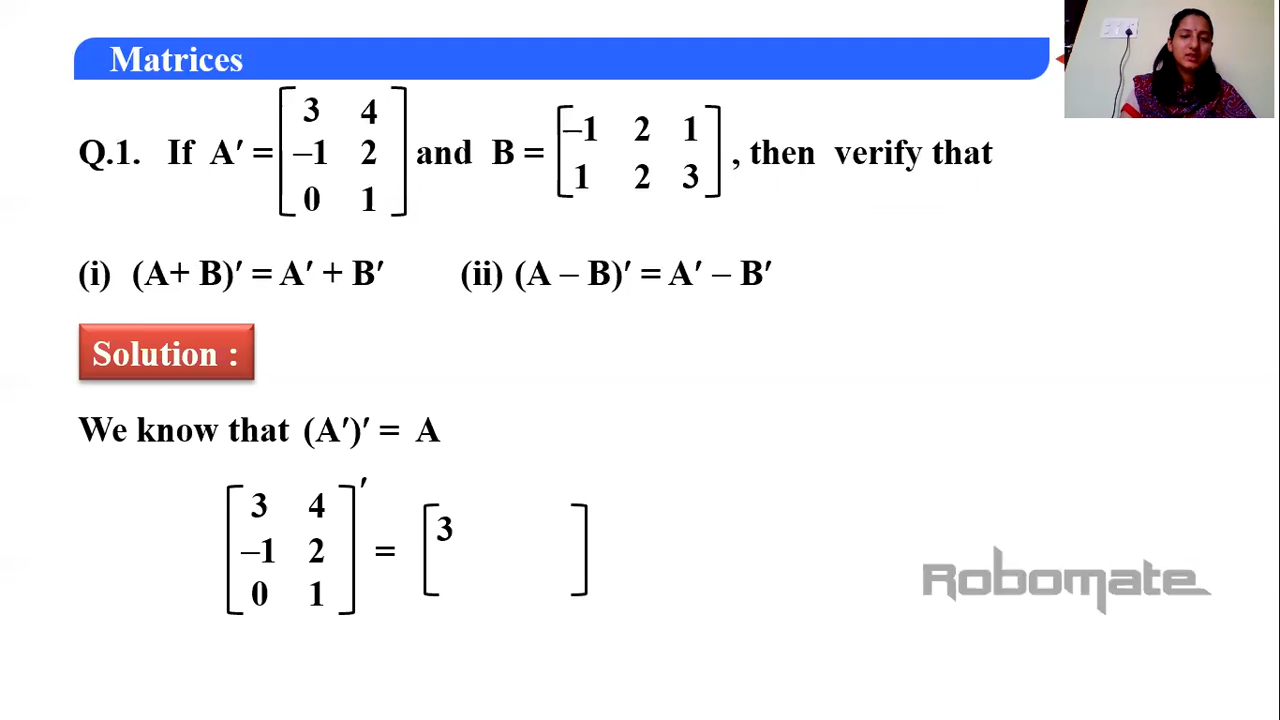 Matrices
3 4
Q.1. If A′ = –1 2 and B = –1 2 1 , then verify that
0 1 1 2 3
(i) (A+ B)′ = A′ + B′ (ii) (A – B)′ = A′ – B′
Solution :
We know that (A′)′ = A
3 4 ′ 3
–1 2 =
0 1
Robomate